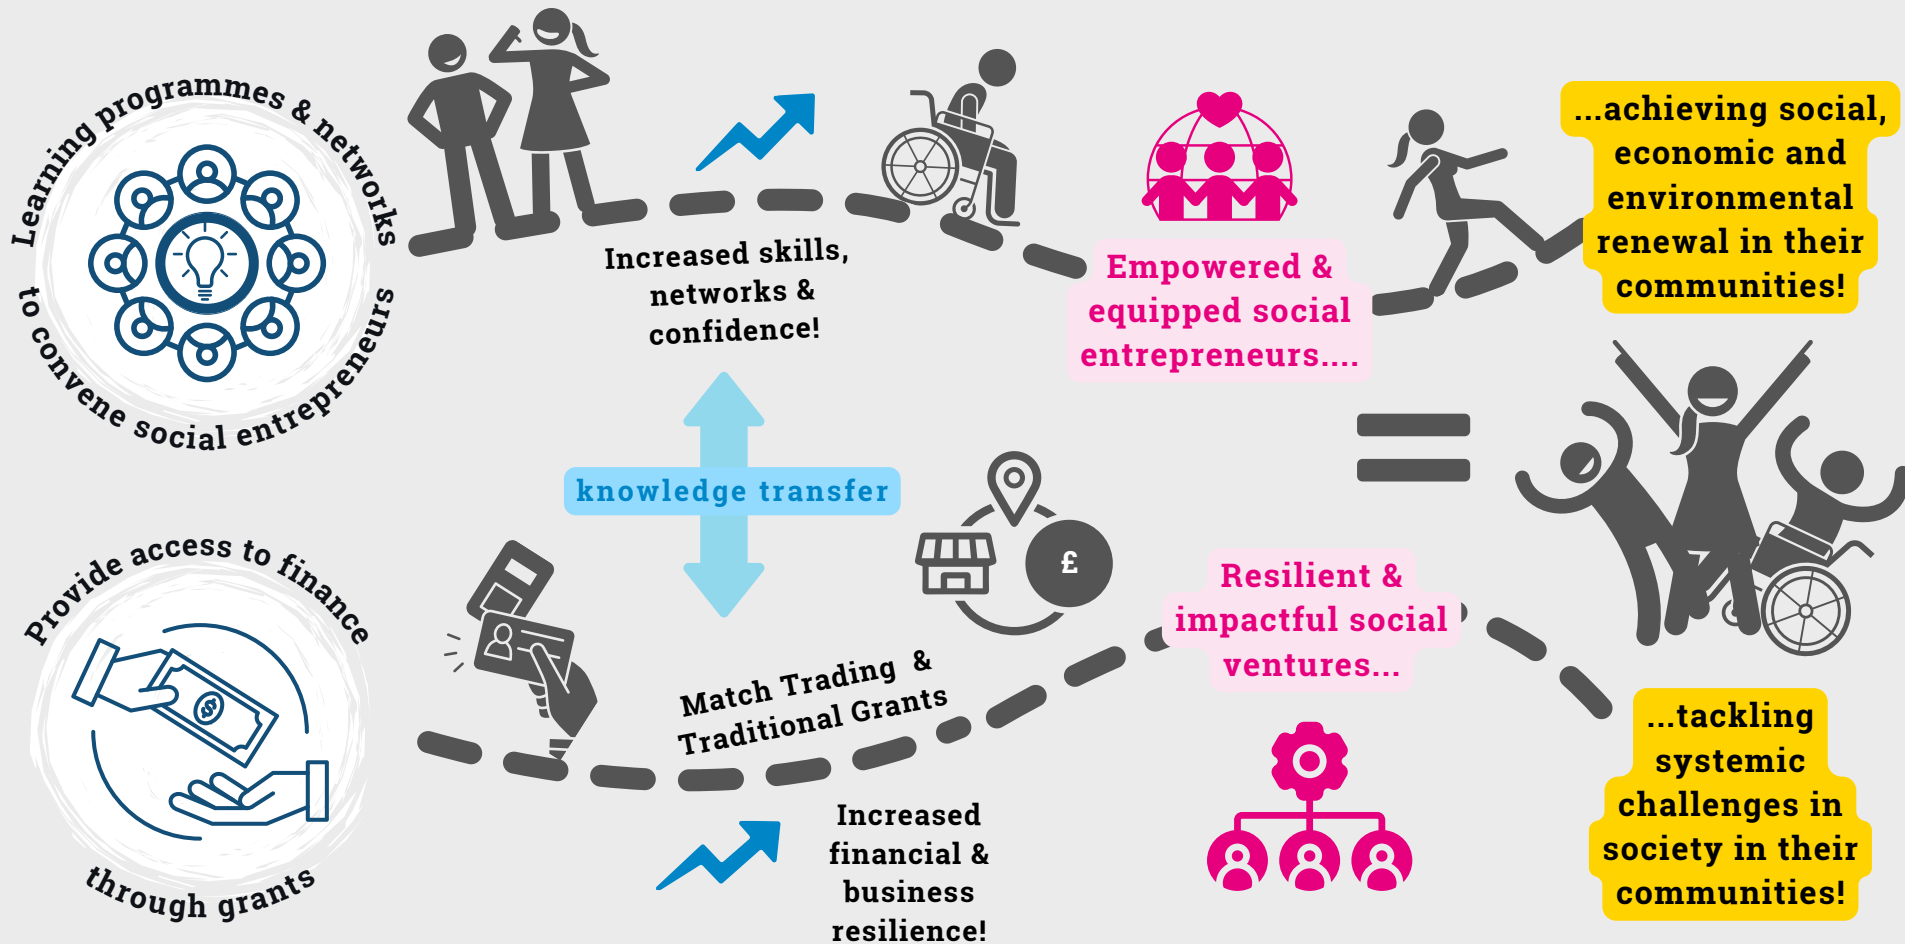 Learning programmes & networks
to convene social entrepreneurs
Increased skills,
networks &
confidence!
Empowered &
equipped social
entrepreneurs....
...achieving social,
economic and
environmental
renewal in their
communities!
knowledge transfer
Provide access to finance
through grants
$
£
Match Trading &
Traditional Grants
Increased
financial &
business
resilience!
Resilient &
impactful social
ventures...
...tackling
systemic
challenges in
society in their
communities!